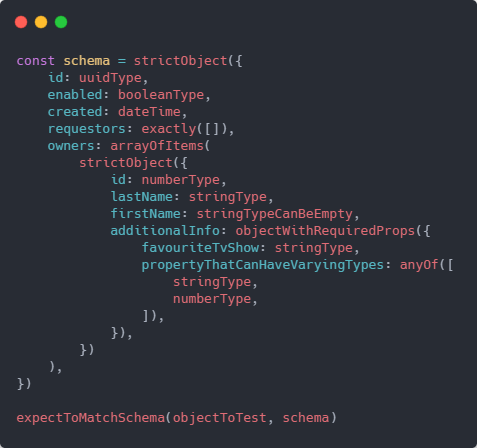 const schema = strictObject({
    id: uuidType,
    enabled: booleanType,
    created: dateTime,
    requestors: exactly([]),
    owners: arrayOfItems(
        strictObject({
            id: numberType,
            lastName: stringType,
            firstName: stringTypeCanBeEmpty,
            additionalInfo: objectWithRequiredProps({
                favouriteTvShow: stringType,
                propertyThatCanHaveVaryingTypes: anyOf([
                    stringType,
                    numberType,
                ]),
            }),
        })
    ),
})

expectToMatchSchema(objectToTest, schema)